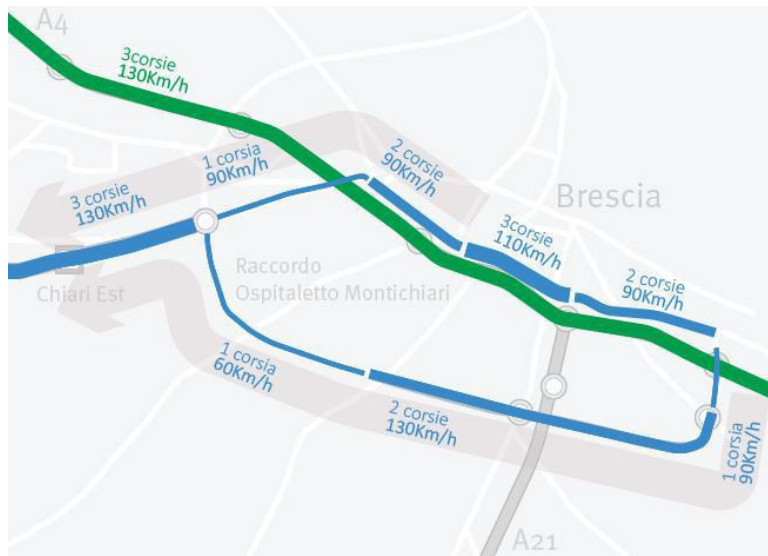 A4
3corsie
130Km/h
1 corsia
90Km/h
2 corsie
90Km/h
3 corsie
130Km/h
Brescia
3corsie
110Km/h
2 corsie
90Km/h
Chiari Est
Raccordo
Ospitaletto Montichiari
1 corsia
60Km/h
2 corsie
130Km/h
1 corsia
90Km/h
A21